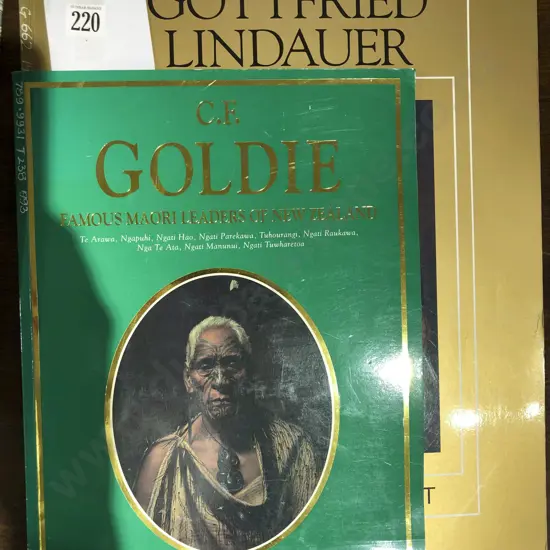 220
GOTTFRIED
LINDAUER
C.F.
GOLDIE
FAMOUS MAORI LEADERS OF NEW ZEALAND
Te Arawa, Ngapuhi, Ngati Hao, Ngati Parekawa, Tuhourangi, Ngati Raukawa,
Nga Te Ata, Ngati Manunui, Ngati Tuwharetoa
T